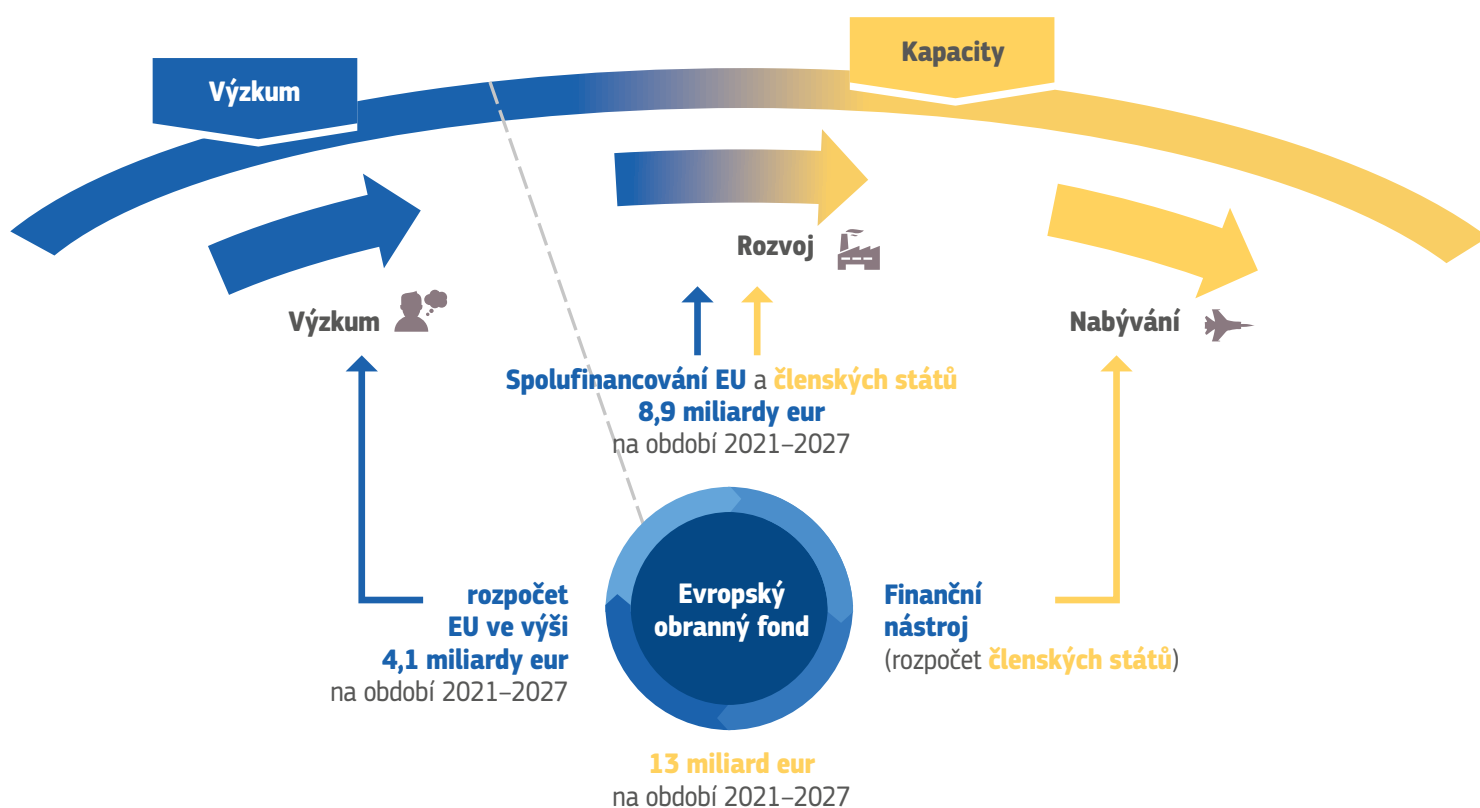 Výzkum
Kapacity
Rozvoj
Výzkum
Nabývání
Spolufinancování EU a členských států
8,9 miliardy eur
na období 2021–2027
rozpočet
EU ve výši
4,1 miliardy eur
na období 2021–2027
Evropský
obranný fond
Finanční
nástroj
(rozpočet členských států)
13 miliard eur
na období 2021–2027